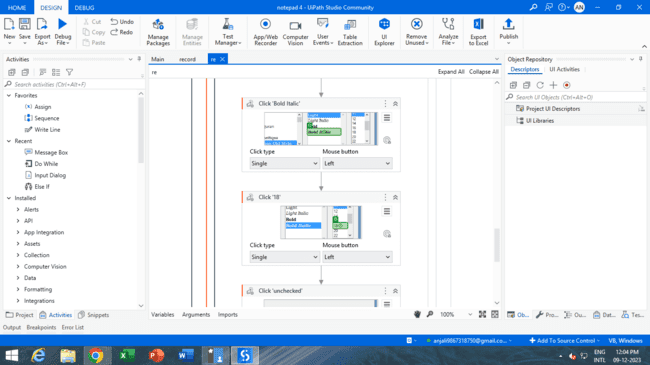 notepad 4 - UiPath Studio Community
HOME DESIGN DEBUG
AN
New Save Export As Debug File
Cut Copy Paste Undo Redo
Manage Packages
Manage Entities
Test Manager
App/Web Recorder
Computer Vision
User Events
Table Extraction
UI Explorer
Remove Unused
Analyze File
Export to Excel
Publish
Activities
Search activities (Ctrl+Alt+F)
Favorites
Assign
Sequence
Write Line
Recent
Message Box
Do While
Input Dialog
Else If
Installed
Alerts
API
App Integration
Assets
Collection
Computer Vision
Data
Formatting
Integrations
Project Activities Snippets
Main record re
re Expand All Collapse All
Click 'Bold Italic'
Click type Mouse button
Single Left
Click '18'
Light
Light Italic
Bold
Bold Italic
Click type Mouse button
Single Left
Click 'unchecked'
Variables Arguments Imports 100%
Object Repository
Descriptors UI Activities
Search UI Objects (Ctrl+Alt+O)
Project UI Descriptors
UI Libraries
Ob... Pro... Ou... Dat... Tes...
Output Breakpoints Error List
anjali9867318750@gmail.co... Add To Source Control VB, Windows
ENG 12:04 PM
INTL 09-12-2023